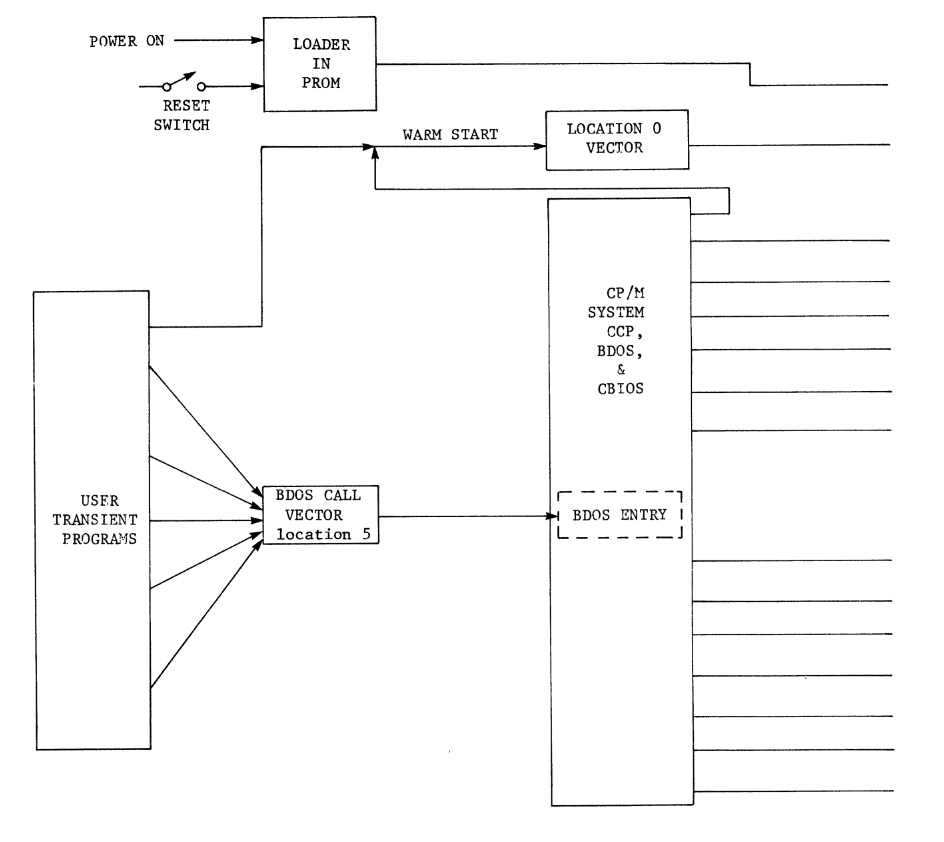 POWER ON
LOADER
IN
PROM
RESET
SWITCH
WARM START
LOCATION 0
VECTOR
CP/M
SYSTEM
CCP,
BDOS,
&
CBIOS
USER
TRANSIENT
PROGRAMS
BDOS CALL
VECTOR
location 5
BDOS ENTRY